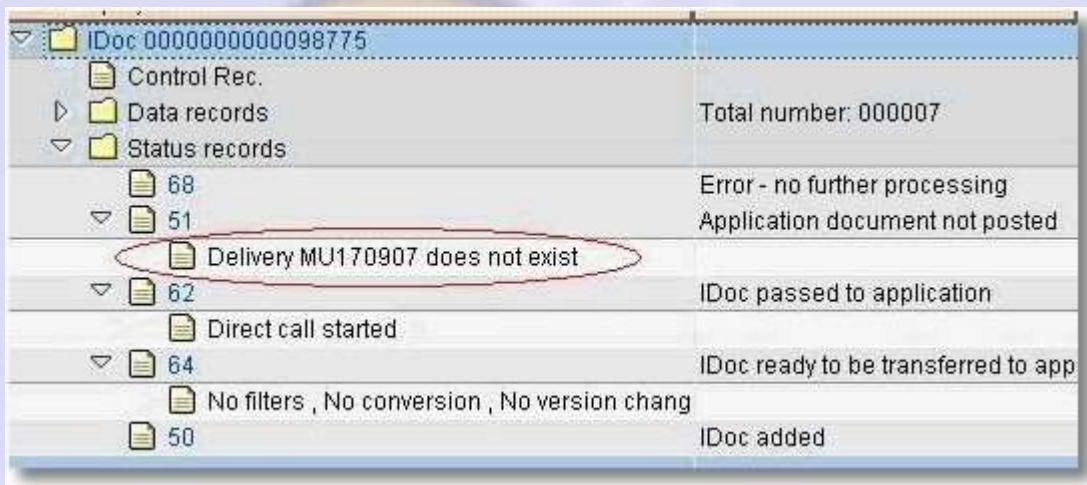 IDoc 0000000000098775
Control Rec.
Data records Total number: 000007
Status records
68 Error - no further processing
51 Application document not posted
Delivery MU170907 does not exist
62 IDoc passed to application
Direct call started
64 IDoc ready to be transferred to app
No filters , No conversion , No version chang
50 IDoc added